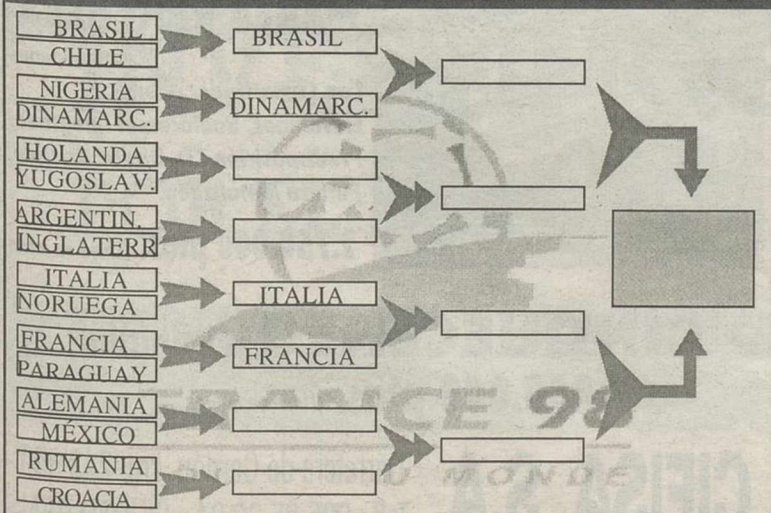 BRASIL
CHILE
NIGERIA
DINAMARC.
HOLANDA
YUGOSLAV.
ARGENTIN.
INGLATERR
ITALIA
NORUEGA
FRANCIA
PARAGUAY
ALEMANIA
MÉXICO
RUMANIA
CROACIA
BRASIL
DINAMARC.
ITALIA
FRANCIA
FRANCE 98
MONDE